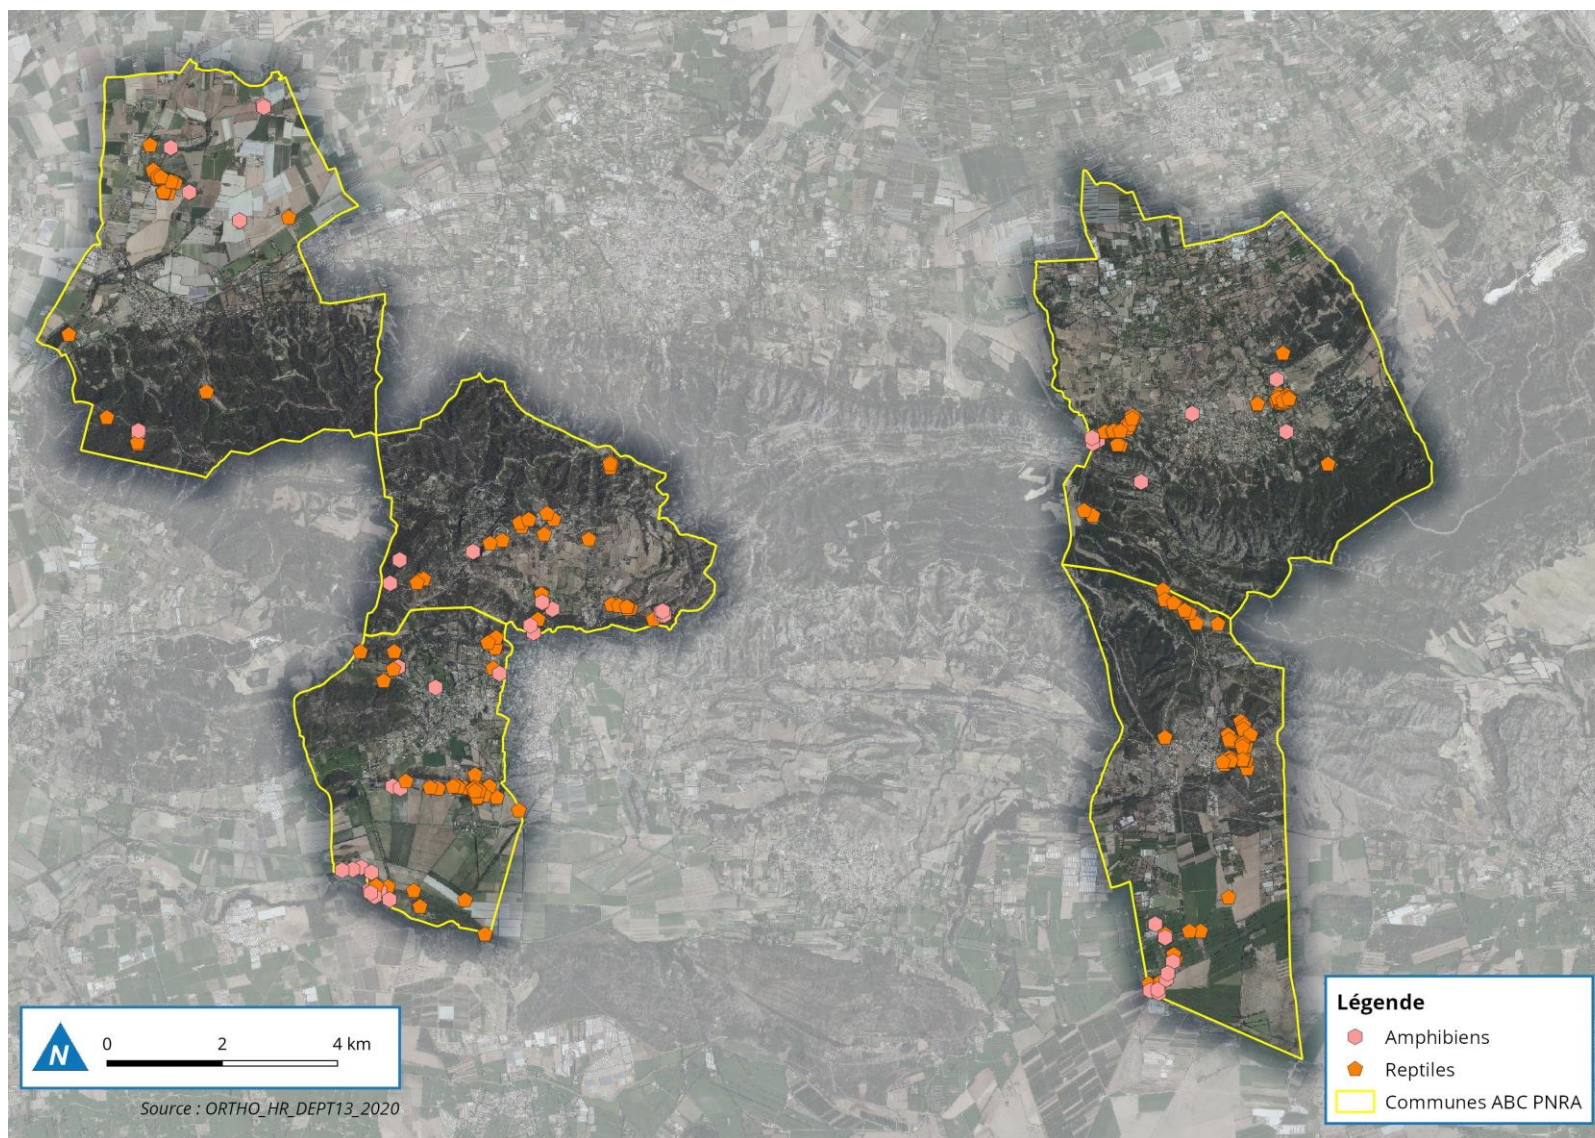 N
0 2 4 km
Source : ORTHO_HR_DEPT13_2020
Légende
Amphibiens
Reptiles
Communes ABC PNRA